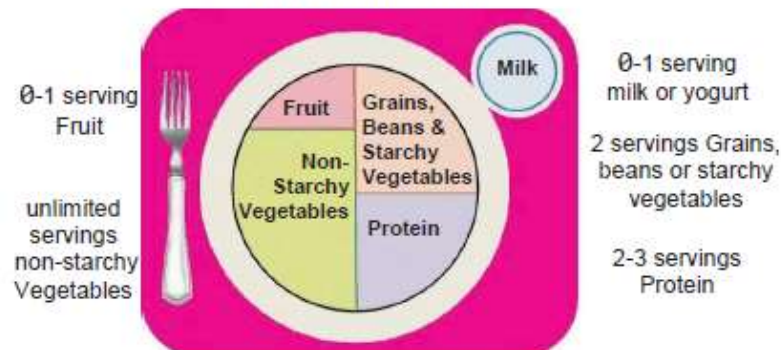 0-1 serving
Fruit
unlimited
servings
non-starchy
Vegetables
Fruit
Non-
Starchy
Vegetables
Grains,
Beans &
Starchy
Vegetables
Protein
Milk
0-1 serving
milk or yogurt
2 servings Grains,
beans or starchy
vegetables
2-3 servings
Protein